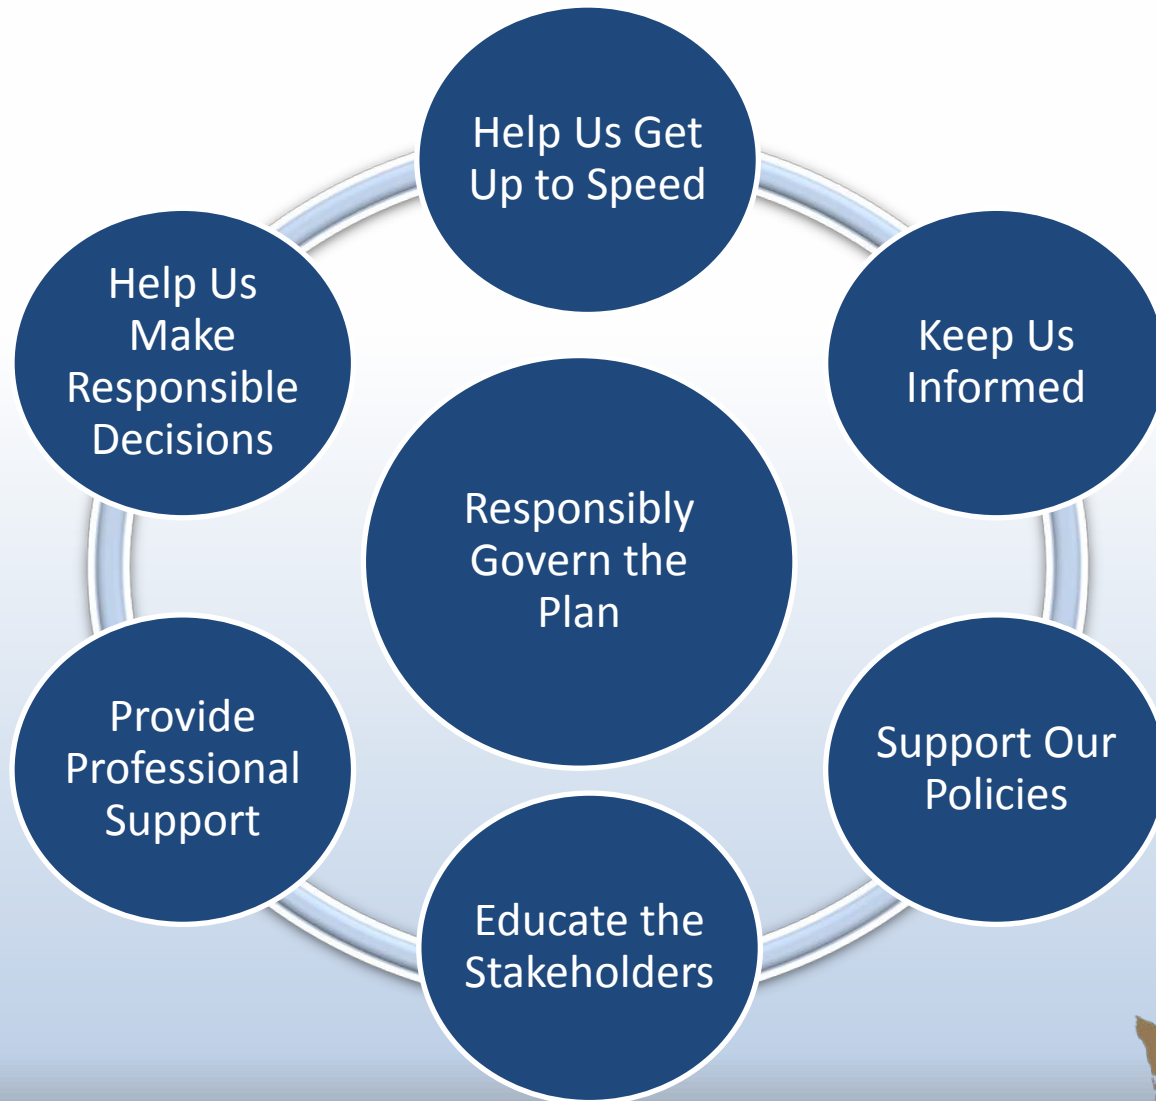 Help Us Get
Up to Speed
Keep Us
Informed
Support Our
Policies
Educate the
Stakeholders
Provide
Professional
Support
Help Us
Make
Responsible
Decisions
Responsibly
Govern the
Plan